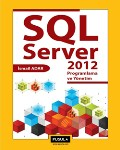 SQL
Server
2012
İsmail ADAR
Programlama
ve Yönetim
PUSULA